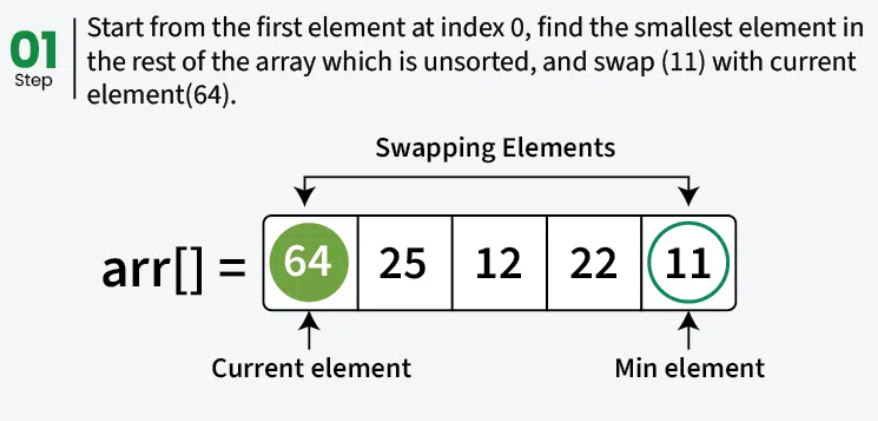 01
Step
Start from the first element at index 0, find the smallest element in
the rest of the array which is unsorted, and swap (11) with current
element(64).
Swapping Elements
arr[] = 64 25 12 22 11
Current element
Min element